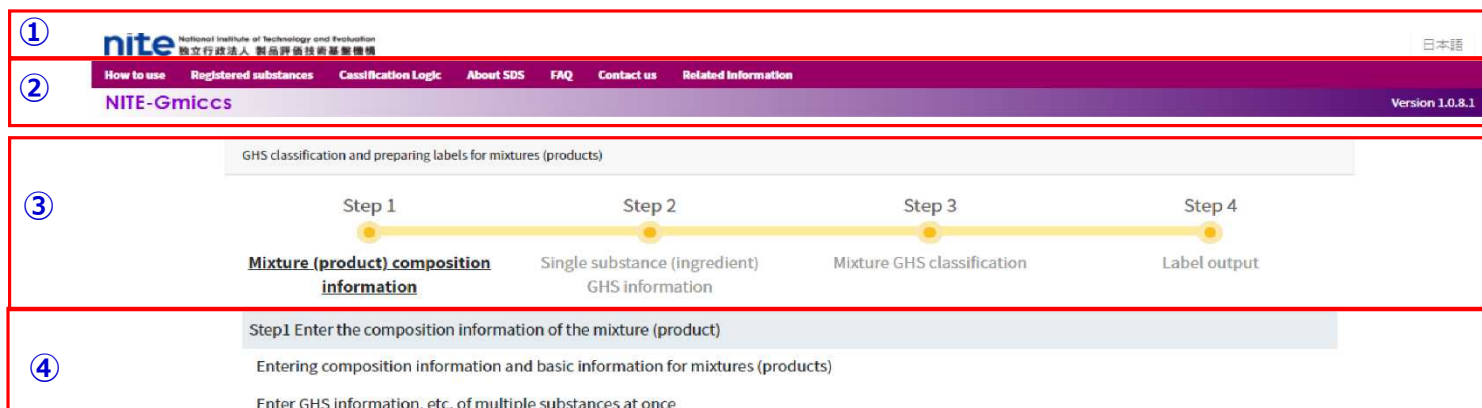 ①
nite National Institute of Technology and Evaluation
独立行政法人 製品評価技術基盤機構
日本語
②
How to use Registered substances Cassification Logic About SDS FAQ Contact us Related Information
NITE-Gmiccs Version 1.0.8.1
③
GHS classification and preparing labels for mixtures (products)
Step 1 Step 2 Step 3 Step 4
Mixture (product) composition Single substance (ingredient) Mixture GHS classification Label output
information GHS information
④
Step1 Enter the composition information of the mixture (product)
Entering composition information and basic information for mixtures (products)
Enter GHS information, etc. of multiple substances at once